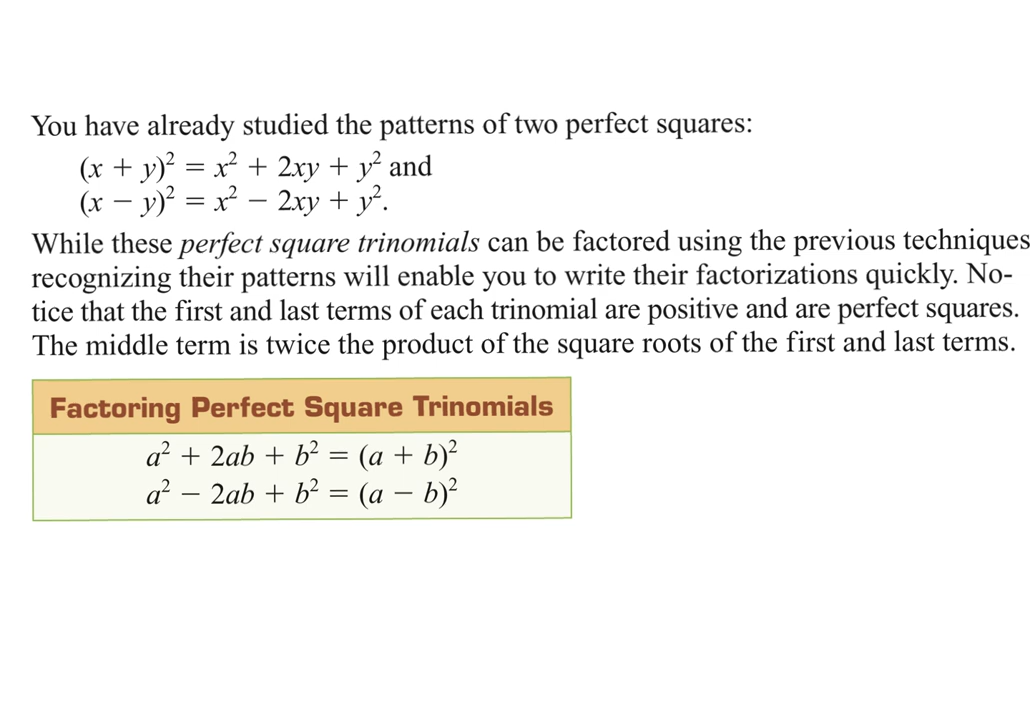 You have already studied the patterns of two perfect squares:
(x + y)² = x² + 2xy + y² and
(x − y)² = x² − 2xy + y².
While these perfect square trinomials can be factored using the previous techniques
recognizing their patterns will enable you to write their factorizations quickly. No-
tice that the first and last terms of each trinomial are positive and are perfect squares.
The middle term is twice the product of the square roots of the first and last terms.
Factoring Perfect Square Trinomials
a² + 2ab + b² = (a + b)²
a² − 2ab + b² = (a − b)²